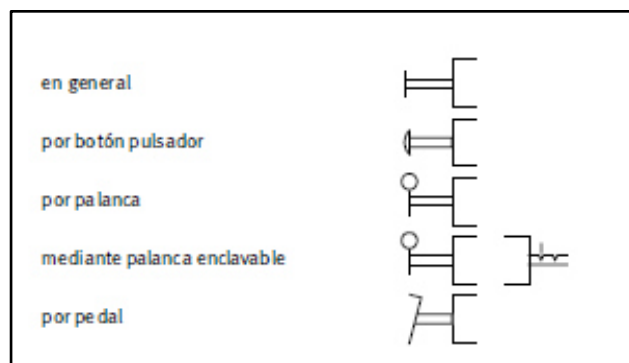 en general
por botón pulsador
por palanca
mediante palanca enclavable
por pedal